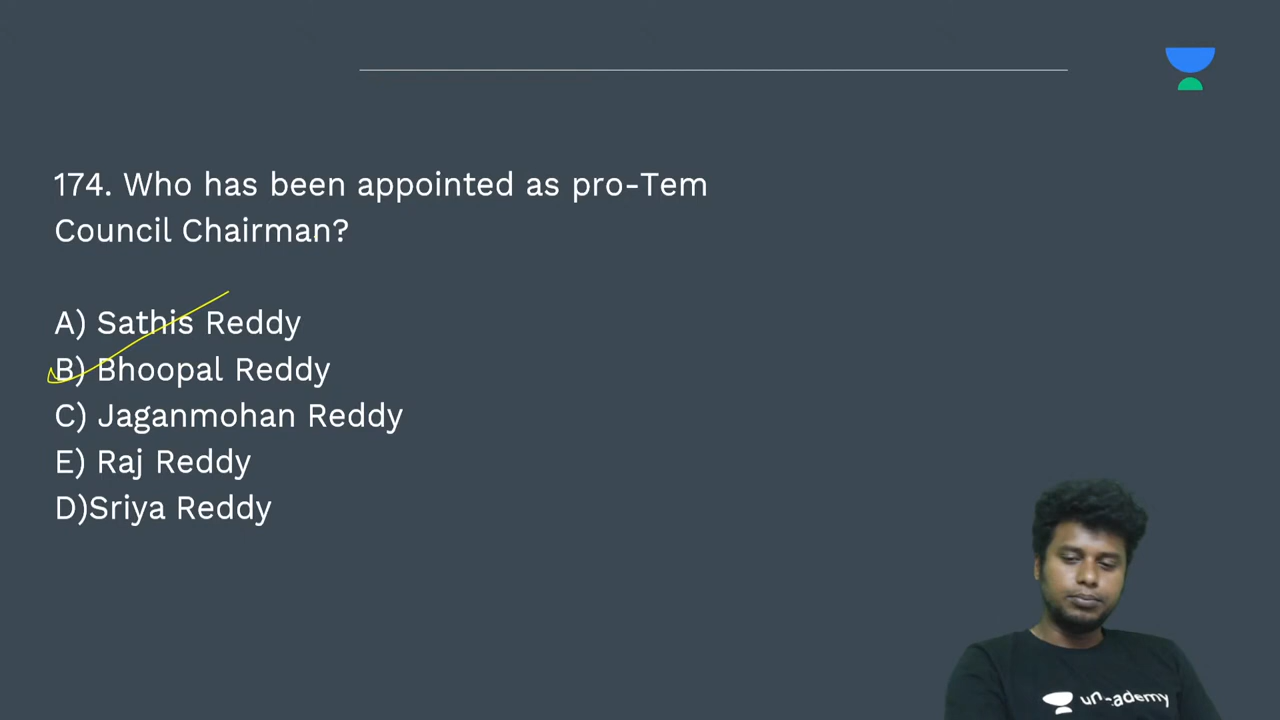 174. Who has been appointed as pro-Tem
Council Chairman?
A) Sathis Reddy
B) Bhoopal Reddy
C) Jaganmohan Reddy
E) Raj Reddy
D)Sriya Reddy